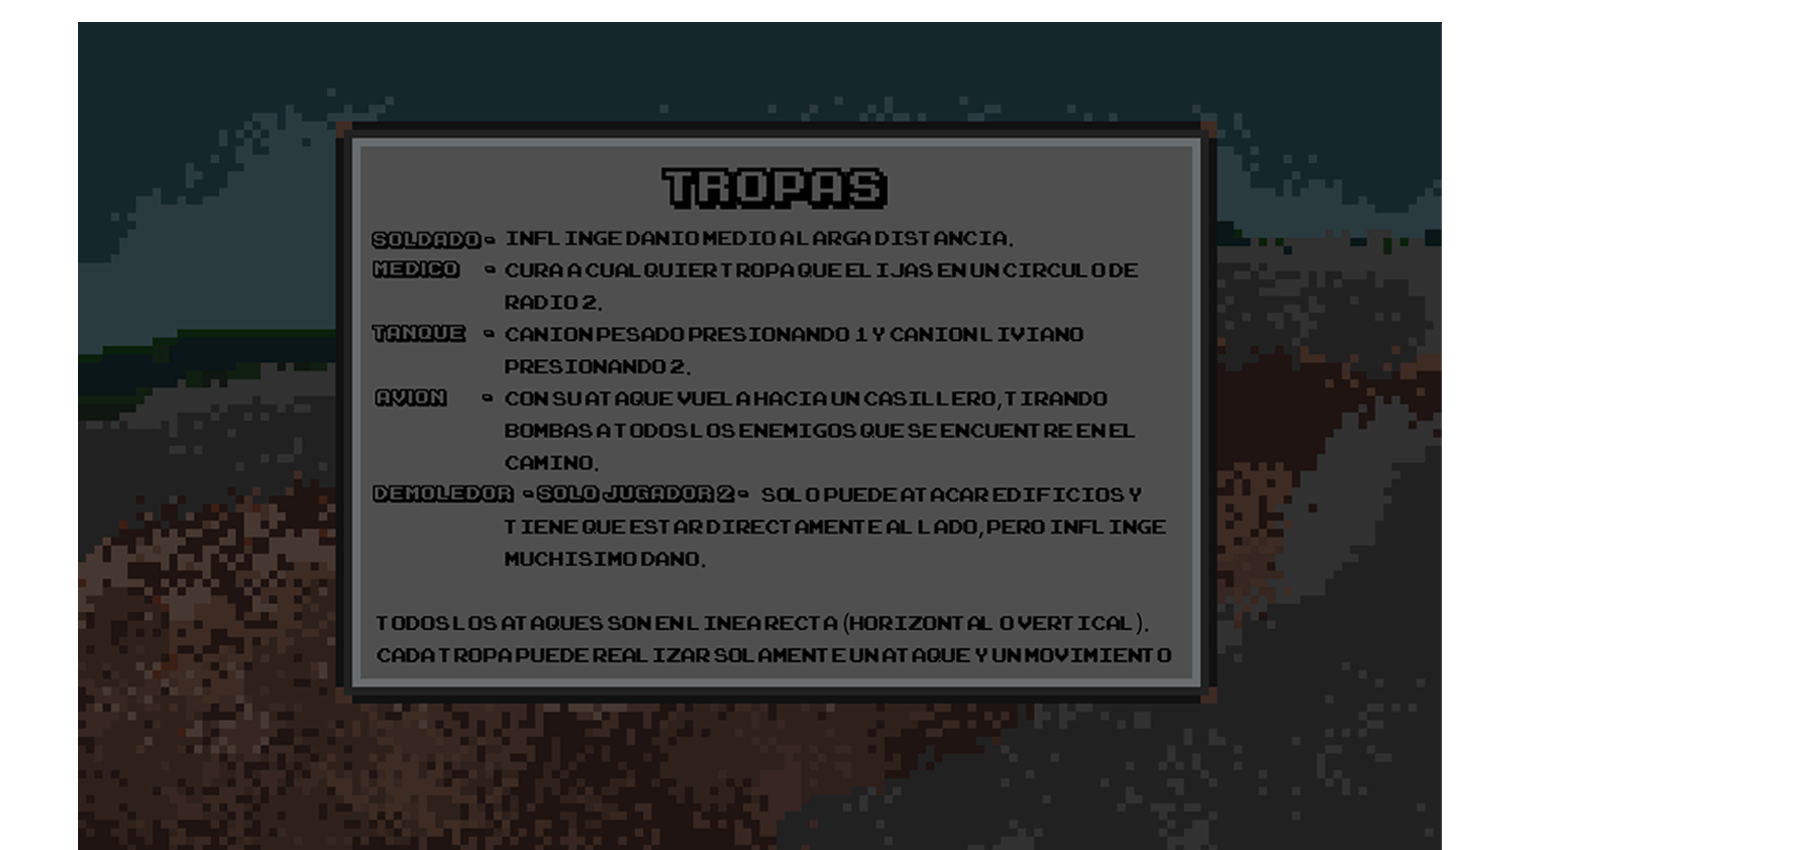 TROPAS
SOLDADO - INFLINGE DANIO MEDIO A LARGA DISTANCIA.
MEDICO - CURA A CUALQUIER TROPA QUE ELIJAS EN UN CIRCULO DE
RADIO 2.
TANQUE - CANION PESADO PRESIONANDO 1 Y CANION LIVIANO
PRESIONANDO 2.
AVION - CON SU ATAQUE VUELA HACIA UN CASILLERO, TIRANDO
BOMBAS A TODOS LOS ENEMIGOS QUE SE ENCUENTRE EN EL
CAMINO.
DEMOLEDOR -SOLO JUGADOR 2- SOLO PUEDE ATACAR EDIFICIOS Y
TIENE QUE ESTAR DIRECTAMENTE AL LADO, PERO INFLINGE
MUCHISIMO DANO.
TODOS LOS ATAQUES SON EN LINEA RECTA (HORIZONTAL O VERTICAL).
CADA TROPA PUEDE REALIZAR SOLAMENTE UN ATAQUE Y UN MOVIMIENTO